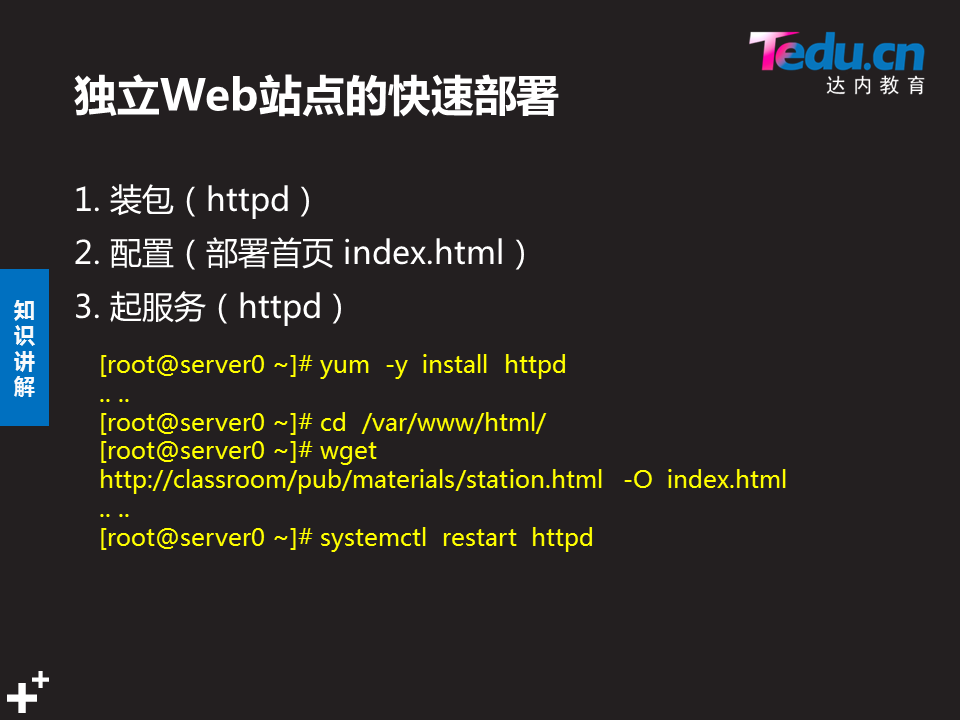 Tedu.cn
达内教育
独立Web站点的快速部署
1. 装包（httpd）
2. 配置（部署首页 index.html）
3. 起服务（httpd）
知
识
讲
解
[root@server0 ~]# yum  -y  install  httpd
.. ..
[root@server0 ~]# cd  /var/www/html/
[root@server0 ~]# wget
http://classroom/pub/materials/station.html   -O  index.html
.. ..
[root@server0 ~]# systemctl  restart  httpd